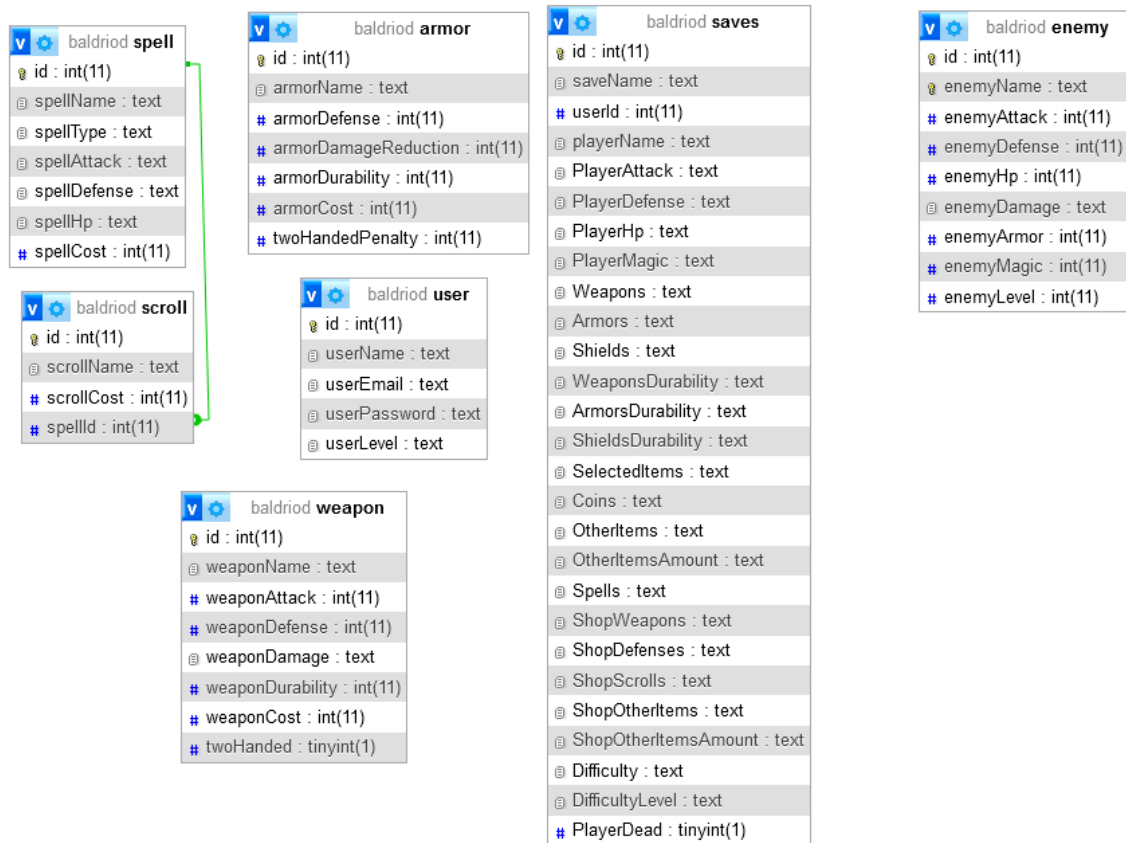 v baldriod spell
id : int(11)
spellName : text
spellType : text
spellAttack : text
spellDefense : text
spellHp : text
# spellCost : int(11)
v baldriod scroll
id : int(11)
scrollName : text
# scrollCost : int(11)
# spellId : int(11)
v baldriod armor
id : int(11)
armorName : text
# armorDefense : int(11)
# armorDamageReduction : int(11)
# armorDurability : int(11)
# armorCost : int(11)
# twoHandedPenalty : int(11)
v baldriod user
id : int(11)
userName : text
userEmail : text
userPassword : text
userLevel : text
v baldriod weapon
id : int(11)
weaponName : text
# weaponAttack : int(11)
# weaponDefense : int(11)
weaponDamage : text
# weaponDurability : int(11)
# weaponCost : int(11)
# twoHanded : tinyint(1)
v baldriod saves
id : int(11)
saveName : text
# userId : int(11)
playerName : text
PlayerAttack : text
PlayerDefense : text
PlayerHp : text
PlayerMagic : text
Weapons : text
Armors : text
Shields : text
WeaponsDurability : text
ArmorsDurability : text
ShieldsDurability : text
SelectedItems : text
Coins : text
OtherItems : text
OtherItemsAmount : text
Spells : text
ShopWeapons : text
ShopDefenses : text
ShopScrolls : text
ShopOtherItems : text
ShopOtherItemsAmount : text
Difficulty : text
DifficultyLevel : text
# PlayerDead : tinyint(1)
v baldriod enemy
id : int(11)
enemyName : text
# enemyAttack : int(11)
# enemyDefense : int(11)
# enemyHp : int(11)
enemyDamage : text
# enemyArmor : int(11)
# enemyMagic : int(11)
# enemyLevel : int(11)